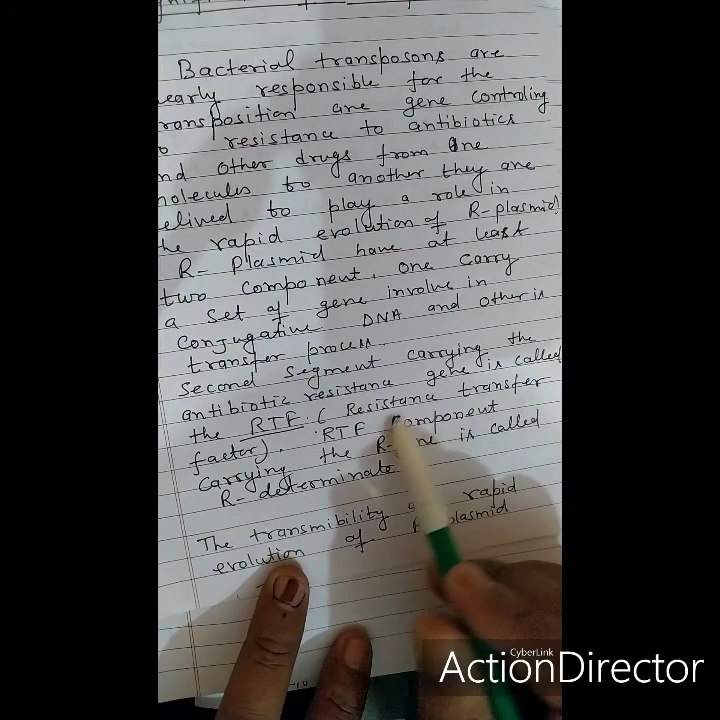 Bacterial transposons are
early responsible for the
ransposition are gene controling
o resistance to antibiotics
nd other drugs from one
nolecules to another they are
elived to play a role in
he rapid evolution of R-plasmid.
R- Plasmid have at least
two component. one carry
a set of gene involve in
conjugative DNA and other is
transfer process.
Second segment carrying the
antibiotic resistance gene is called
the RTF. ( Resistance transfer
factor). RTF component
carrying the R- ne is called
R-determinate
The transmibility rapid
evolution of plasmid
CyberLink
ActionDirector